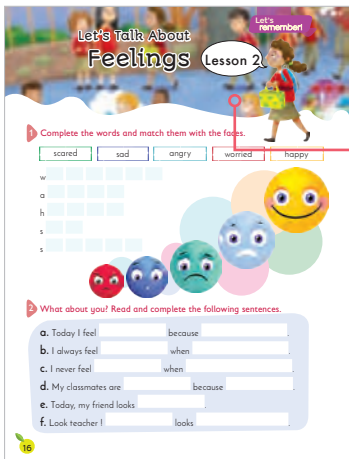 Let's
remember!
Let's Talk About
Feelings
Lesson 2
1 Complete the words and match them with the faces.
scared sad angry worried happy
w
a
h
s
s
2 What about you? Read and complete the following sentences.
a. Today I feel because .
b. I always feel when .
c. I never feel when .
d. My classmates are because .
e. Today, my friend looks .
f. Look teacher ! looks .
16